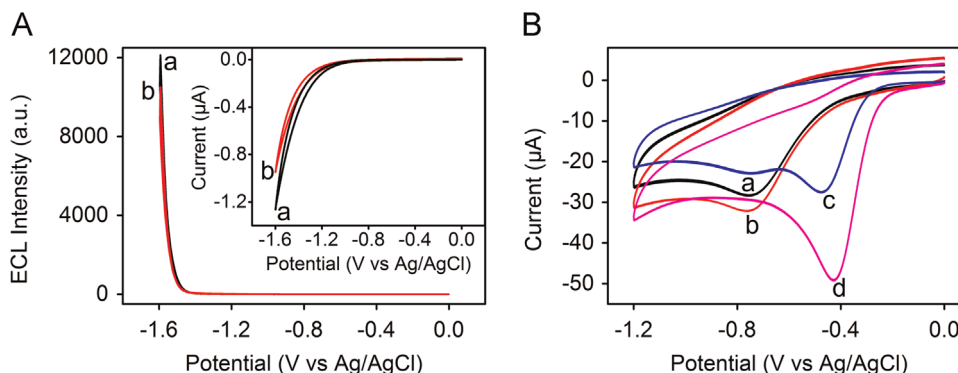 A
12000
8000
4000
0
ECL Intensity (a.u.)
a
b
-1.6
-1.2
-0.8
-0.4
0.0
Potential (V vs Ag/AgCl)
0.0
-0.4
-0.8
-1.2
Current (μA)
b
a
-1.6
-1.2
-0.8
-0.4
0.0
Potential (V vs Ag/AgCl)
B
0
-10
-20
-30
-40
-50
Current (μA)
a
b
c
d
-1.2
-0.8
-0.4
0.0
Potential (V vs Ag/AgCl)